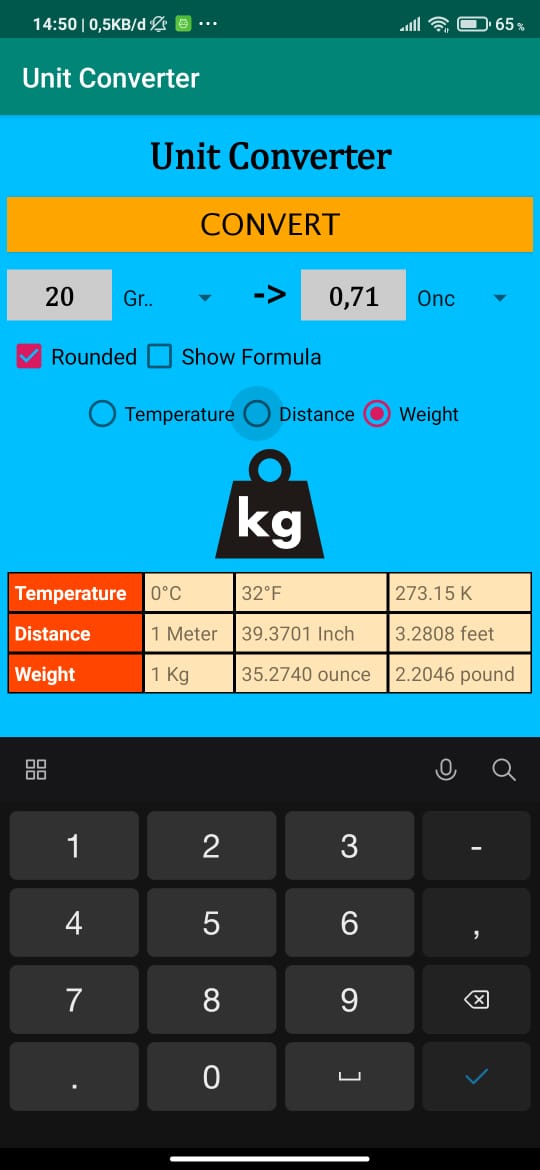 14:50 | 0,5KB/d ... 65 %
Unit Converter
Unit Converter
CONVERT
20 Gr.. -> 0,71 Onc
Rounded Show Formula
Temperature Distance Weight
kg
Temperature 0°C 32°F 273.15 K
Distance 1 Meter 39.3701 Inch 3.2808 feet
Weight 1 Kg 35.2740 ounce 2.2046 pound
1 2 3 -
4 5 6 ,
7 8 9
. 0